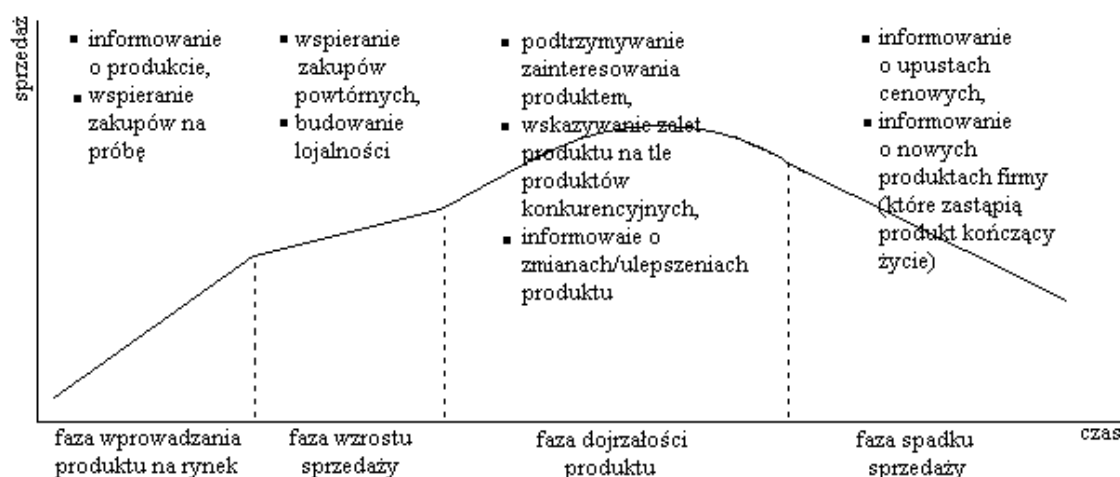 sprzedaż
▪ informowanie
o produkcie,
▪ wspieranie
zakupów na
próbę
▪ wspieranie
zakupów
powtórnych,
▪ budowanie
lojalności
▪ podtrzymywanie
zainteresowania
produktem,
▪ wskazywanie zalet
produktu na tle
produktów
konkurencyjnych,
▪ informowaie o
zmianach/ulepszeniach
produktu
▪ informowanie
o upustach
cenowych,
▪ informowanie
o nowych
produktach firmy
(które zastąpią
produkt kończący
życie)
faza wprowadzania
produktu na rynek
faza wzrostu
sprzedaży
faza dojrzałości
produktu
faza spadku
sprzedaży
czas